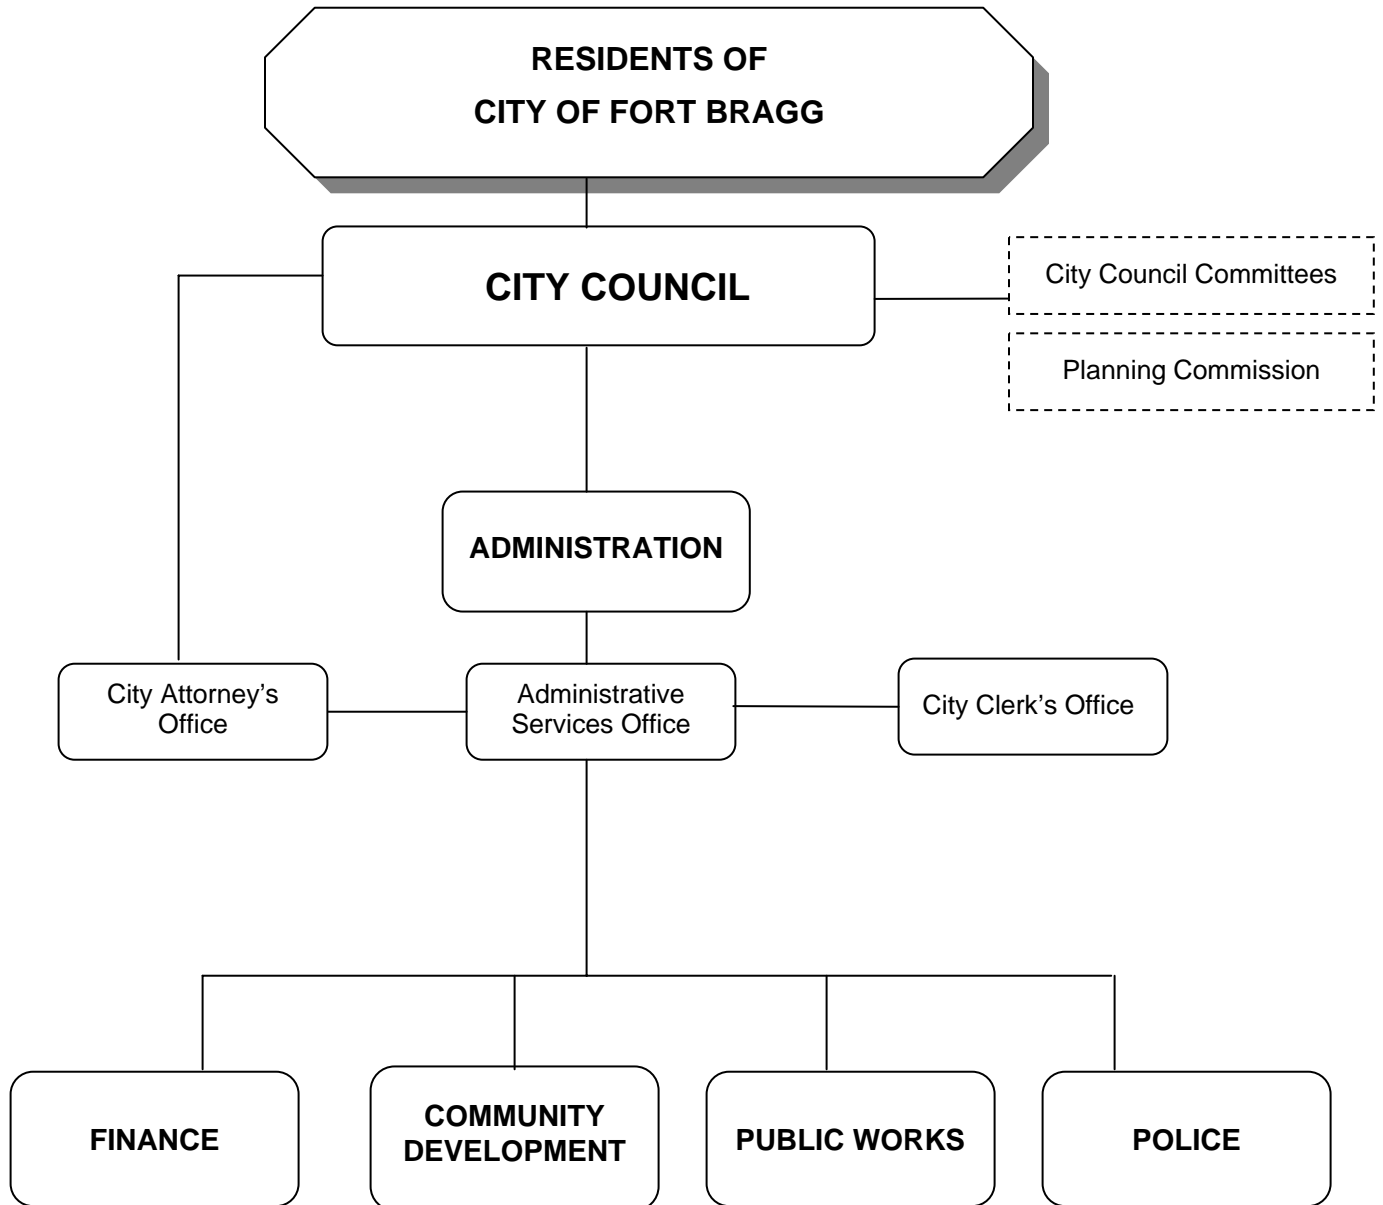 RESIDENTS OF
CITY OF FORT BRAGG
CITY COUNCIL
City Council Committees
Planning Commission
ADMINISTRATION
City Attorney’s
Office
Administrative
Services Office
City Clerk’s Office
FINANCE
COMMUNITY
DEVELOPMENT
PUBLIC WORKS
POLICE